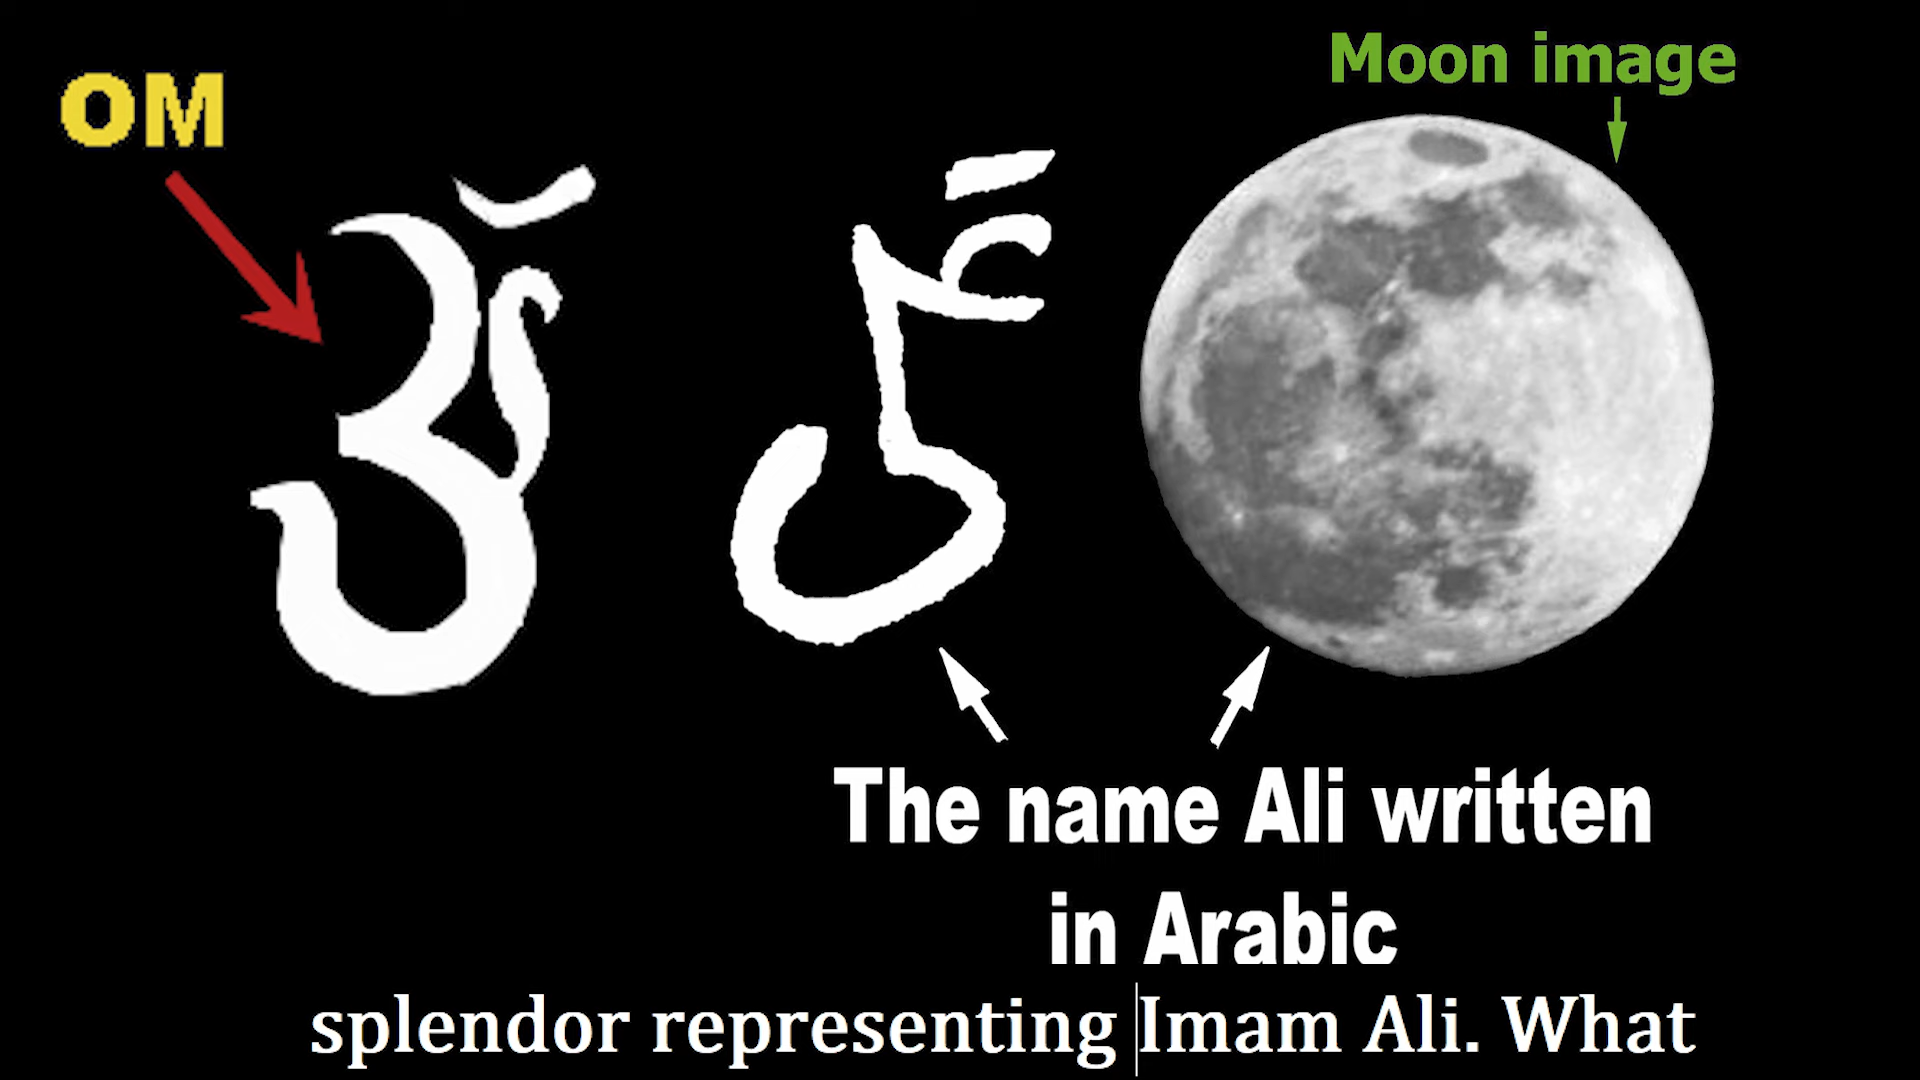 OM
Moon image
ॐ
The name Ali written
in Arabic
splendor representing Imam Ali. What